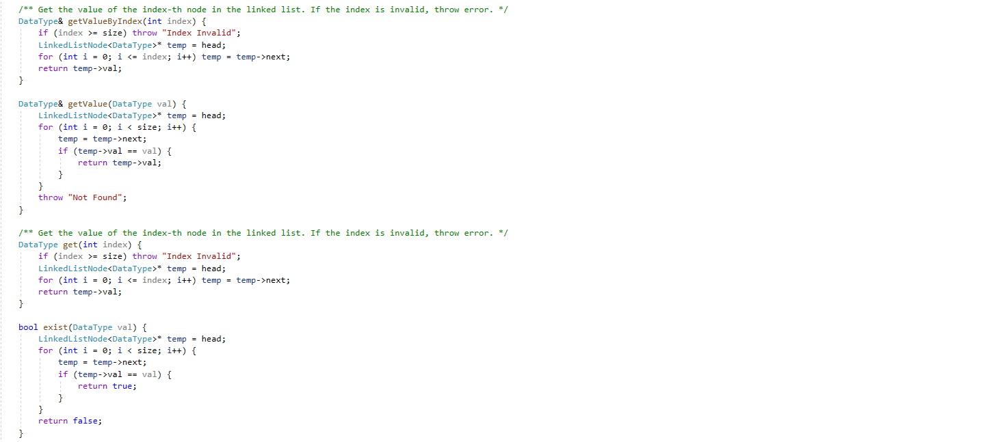 /** Get the value of the index-th node in the linked list. If the index is invalid, throw error. */
DataType& getValueByIndex(int index) {
    if (index >= size) throw "Index Invalid";
    LinkedListNode<DataType>* temp = head;
    for (int i = 0; i <= index; i++) temp = temp->next;
    return temp->val;
}

DataType& getValue(DataType val) {
    LinkedListNode<DataType>* temp = head;
    for (int i = 0; i < size; i++) {
        temp = temp->next;
        if (temp->val == val) {
            return temp->val;
        }
    }
    throw "Not Found";
}

/** Get the value of the index-th node in the linked list. If the index is invalid, throw error. */
DataType get(int index) {
    if (index >= size) throw "Index Invalid";
    LinkedListNode<DataType>* temp = head;
    for (int i = 0; i <= index; i++) temp = temp->next;
    return temp->val;
}

bool exist(DataType val) {
    LinkedListNode<DataType>* temp = head;
    for (int i = 0; i < size; i++) {
        temp = temp->next;
        if (temp->val == val) {
            return true;
        }
    }
    return false;
}